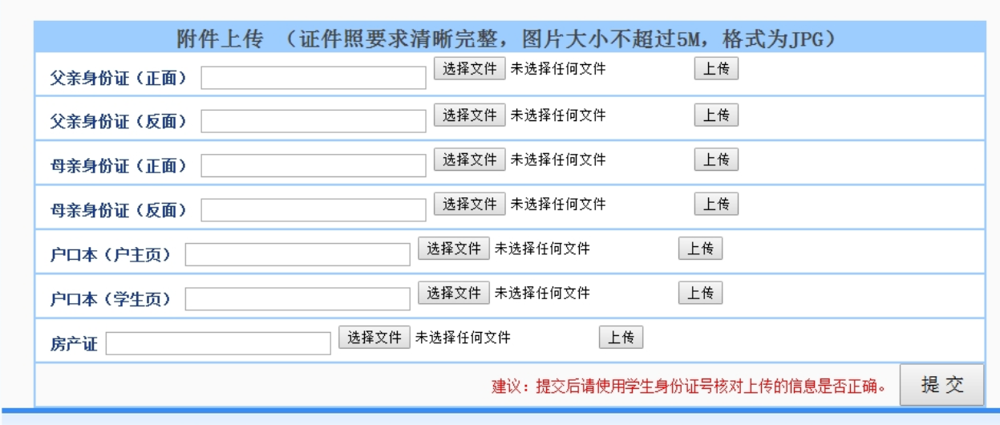 附件上传 （证件照要求清晰完整，图片大小不超过5M，格式为JPG）
父亲身份证（正面） 选择文件 未选择任何文件 上传
父亲身份证（反面） 选择文件 未选择任何文件 上传
母亲身份证（正面） 选择文件 未选择任何文件 上传
母亲身份证（反面） 选择文件 未选择任何文件 上传
户口本（户主页） 选择文件 未选择任何文件 上传
户口本（学生页） 选择文件 未选择任何文件 上传
房产证 选择文件 未选择任何文件 上传
建议：提交后请使用学生身份证号核对上传的信息是否正确。 提 交